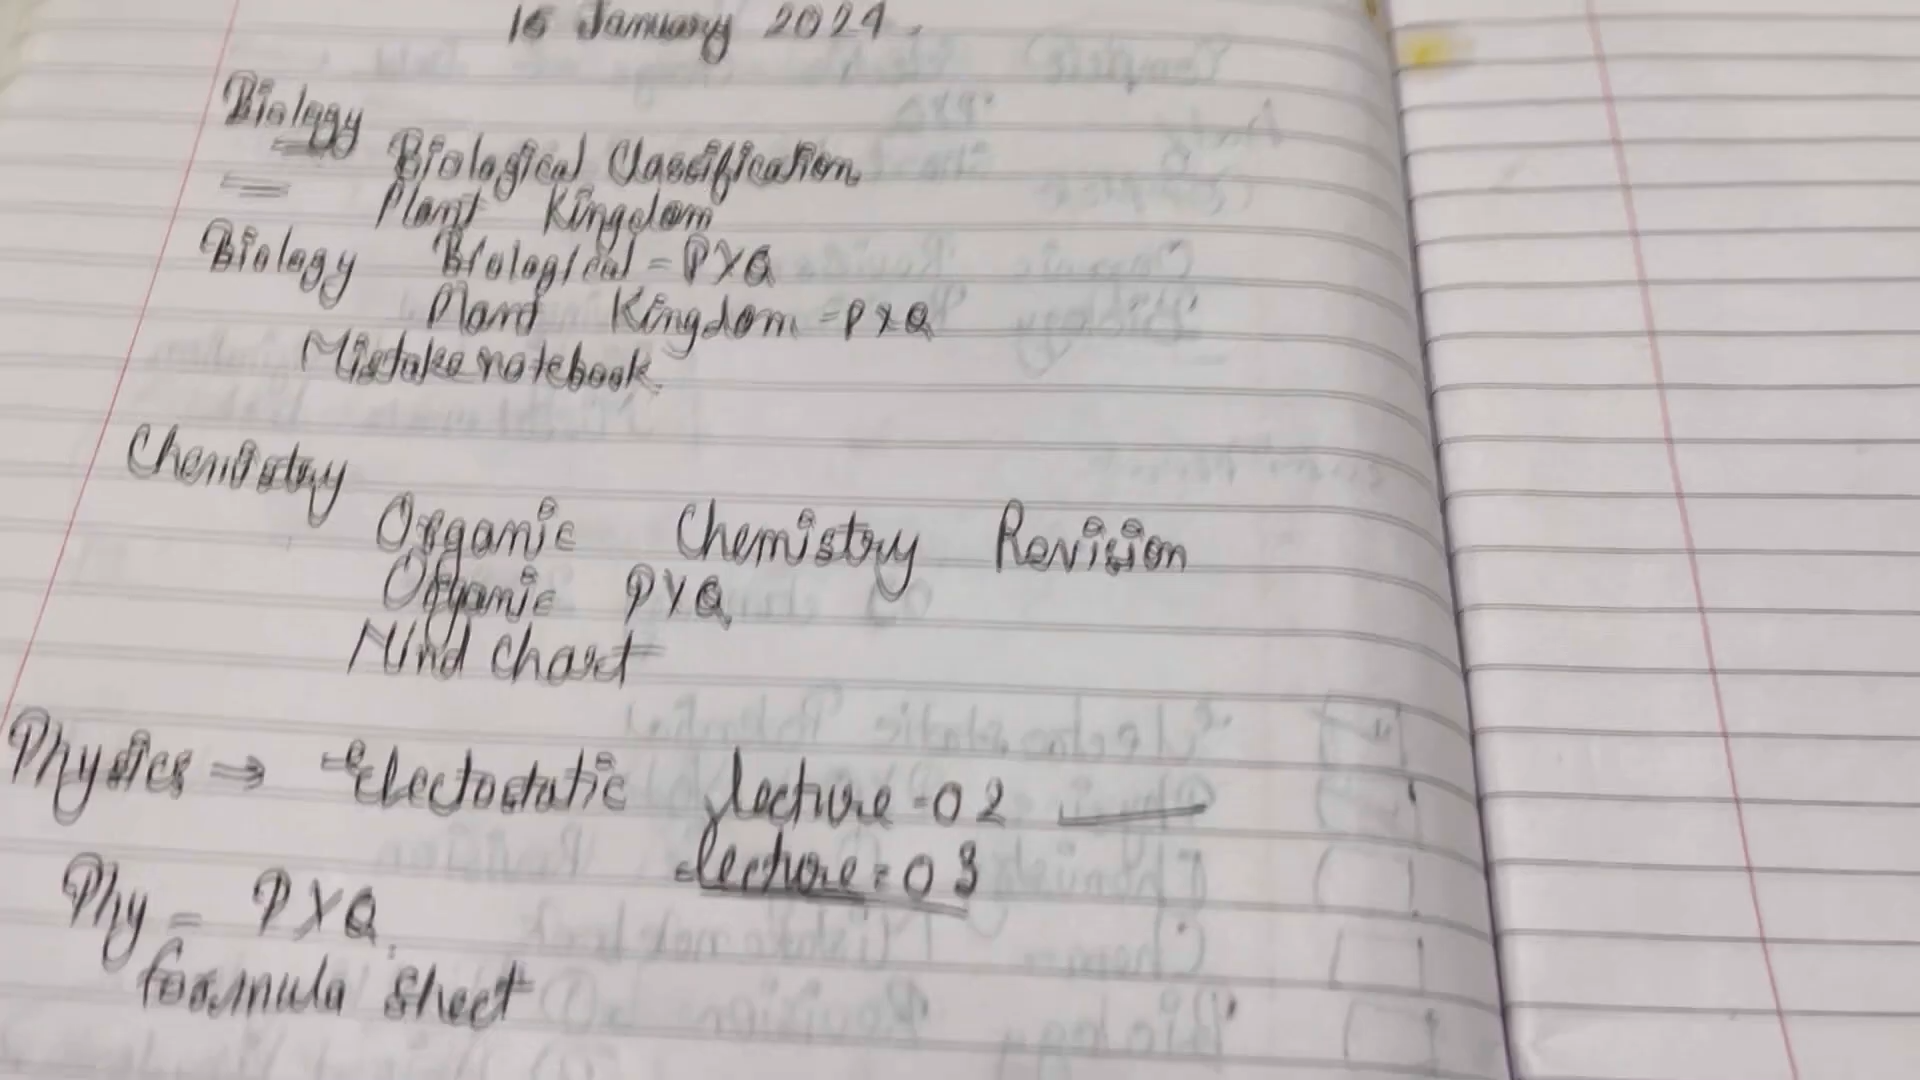 15 January 2024.
Biology
Biological Classification
Plant Kingdom
Biology Biological = PYQ
Plant Kingdom = PYQ
Mistake notebook
Chemistry
Organic Chemistry Revision
Organic PYQ
Mind chart
Physics ⇒ Electostatic lecture - 02
lecture = 03
Phy = PYQ
formula sheet